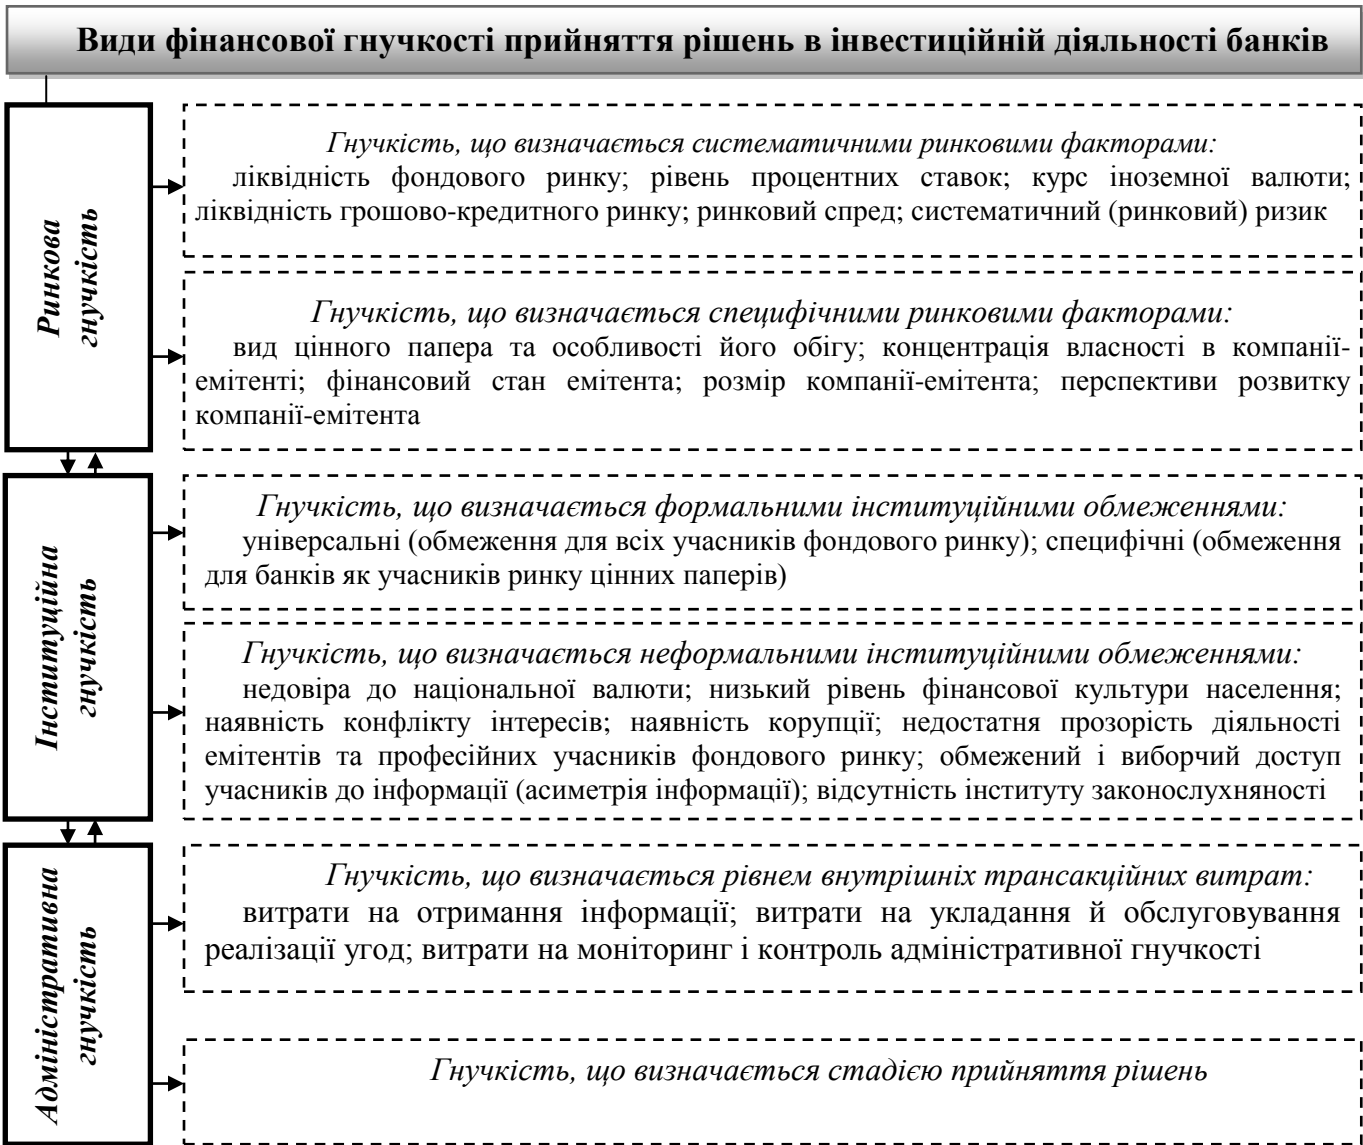 Види фінансової гнучкості прийняття рішень в інвестиційній діяльності банків
Ринкова
гнучкість
Гнучкість, що визначається систематичними ринковими факторами:
ліквідність фондового ринку; рівень процентних ставок; курс іноземної валюти;
ліквідність грошово-кредитного ринку; ринковий спред; систематичний (ринковий) ризик
Гнучкість, що визначається специфічними ринковими факторами:
вид цінного папера та особливості його обігу; концентрація власності в компанії-
емітенті; фінансовий стан емітента; розмір компанії-емітента; перспективи розвитку
компанії-емітента
Інституційна
гнучкість
Гнучкість, що визначається формальними інституційними обмеженнями:
універсальні (обмеження для всіх учасників фондового ринку); специфічні (обмеження
для банків як учасників ринку цінних паперів)
Гнучкість, що визначається неформальними інституційними обмеженнями:
недовіра до національної валюти; низький рівень фінансової культури населення;
наявність конфлікту інтересів; наявність корупції; недостатня прозорість діяльності
емітентів та професійних учасників фондового ринку; обмежений і виборчий доступ
учасників до інформації (асиметрія інформації); відсутність інституту законослухняності
Адміністративна
гнучкість
Гнучкість, що визначається рівнем внутрішніх трансакційних витрат:
витрати на отримання інформації; витрати на укладання й обслуговування
реалізації угод; витрати на моніторинг і контроль адміністративної гнучкості
Гнучкість, що визначається стадією прийняття рішень